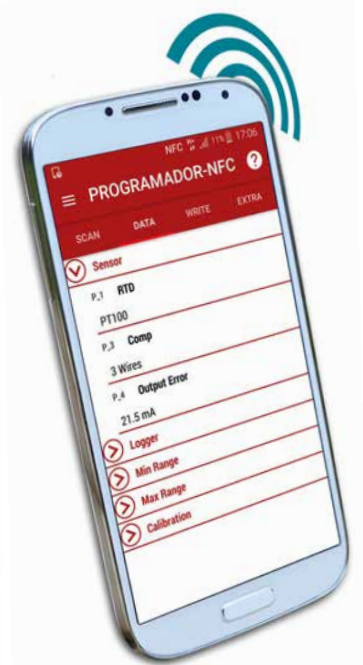 NFC 11% 17:06
PROGRAMADOR-NFC ?
SCAN DATA WRITE EXTRA
Sensor
P_1 RTD
PT100
P_3 Comp
3 Wires
P_4 Output Error
21.5 mA
Logger
Min Range
Max Range
Calibration